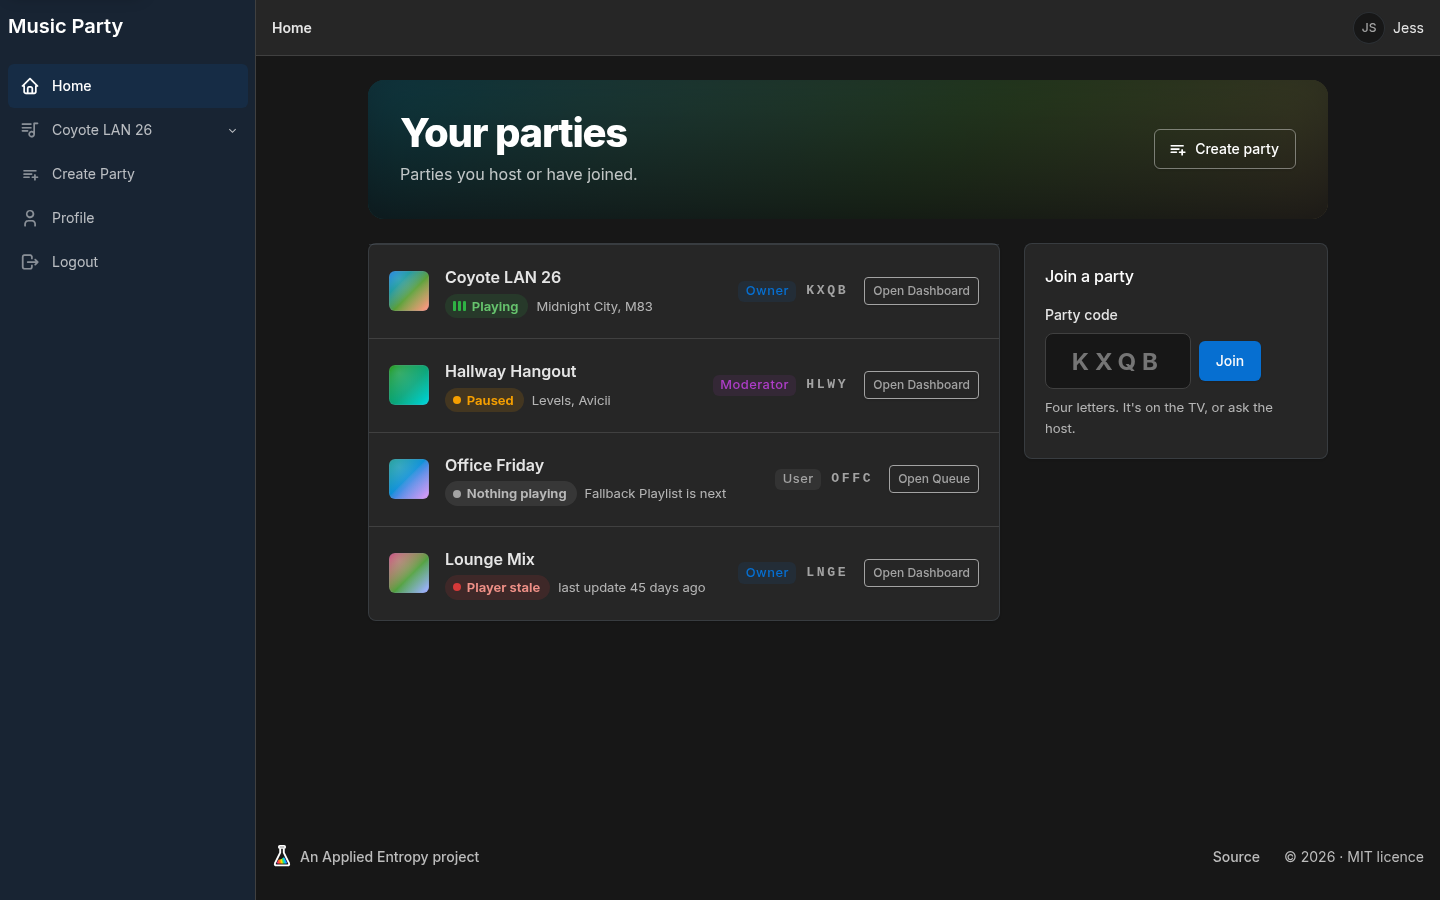 Music Party
Home
Coyote LAN 26
Create Party
Profile
Logout
Home
JS
Jess
Your parties
Parties you host or have joined.
Create party
Coyote LAN 26
Playing
Midnight City, M83
Owner
KXQB
Open Dashboard
Hallway Hangout
Paused
Levels, Avicii
Moderator
HLWY
Open Dashboard
Office Friday
Nothing playing
Fallback Playlist is next
User
OFFC
Open Queue
Lounge Mix
Player stale
last update 45 days ago
Owner
LNGE
Open Dashboard
Join a party
Party code
KXQB
Join
Four letters. It's on the TV, or ask the
host.
An Applied Entropy project
Source
© 2026 · MIT licence